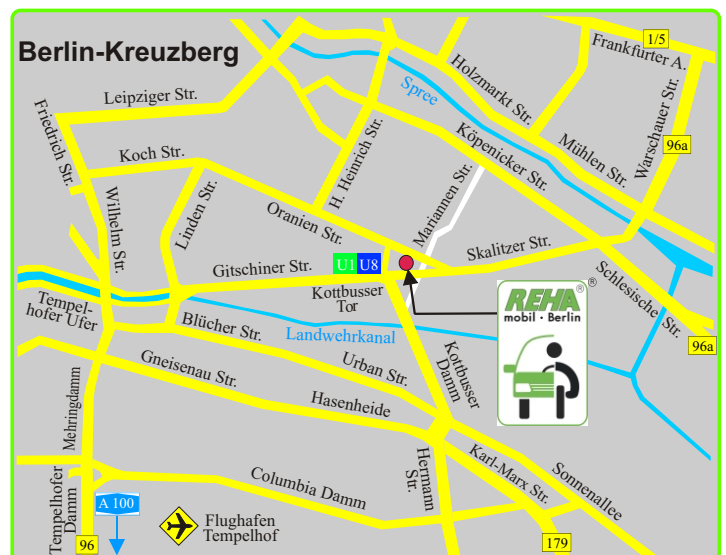 Berlin-Kreuzberg
1/5
Frankfurter A.
Holzmarkt Str.
Spree
Leipziger Str.
Warschauer Str.
Friedrich Str.
H. Heinrich Str.
Köpenicker Str.
Mühlen Str.
96a
Koch Str.
Mariannen Str.
Wilhelm Str.
Linden Str.
Oranien Str.
Skalitzer Str.
Gitschiner Str.
U1 U8
Schlesische Str.
Kottbusser
Tor
REHA®
®
mobil · Berlin
Tempel-
hofer Ufer
Blücher Str.
Landwehrkanal
96a
Gneisenau Str.
Urban Str.
Kottbusser
Damm
Mehringdamm
Hasenheide
Hermann
Str.
Karl-Marx Str.
Sonnenallee
Columbia Damm
Tempelhofer
Damm
A 100
Flughafen
Tempelhof
96
179